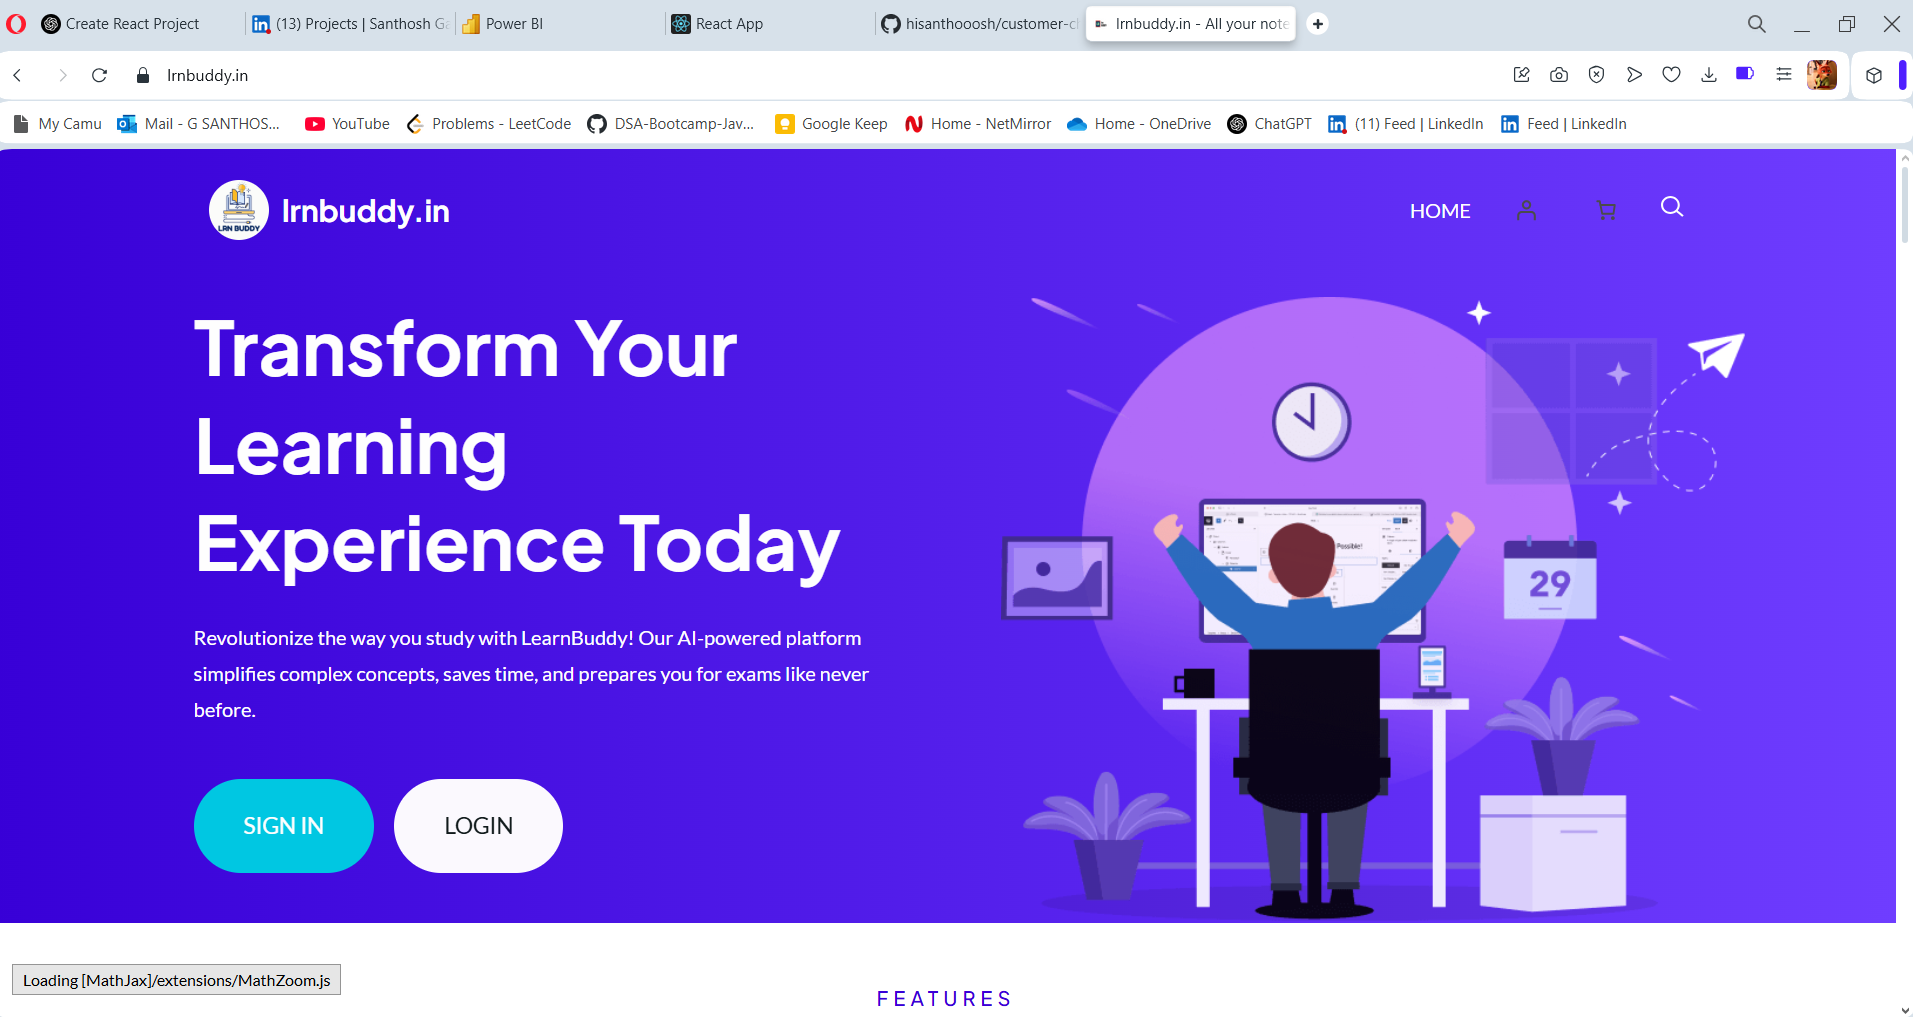 Create React Project
(13) Projects | Santhosh Ga
Power BI
React App
hisanthooosh/customer-c
lrnbuddy.in - All your note
lrnbuddy.in
My Camu
Mail - G SANTHOS...
YouTube
Problems - LeetCode
DSA-Bootcamp-Jav...
Google Keep
Home - NetMirror
Home - OneDrive
ChatGPT
(11) Feed | LinkedIn
Feed | LinkedIn
LRN BUDDY
lrnbuddy.in
HOME
Transform Your
Learning
Experience Today
Revolutionize the way you study with LearnBuddy! Our AI-powered platform
simplifies complex concepts, saves time, and prepares you for exams like never
before.
SIGN IN
LOGIN
Possible!
29
Loading [MathJax]/extensions/MathZoom.js
FEATURES